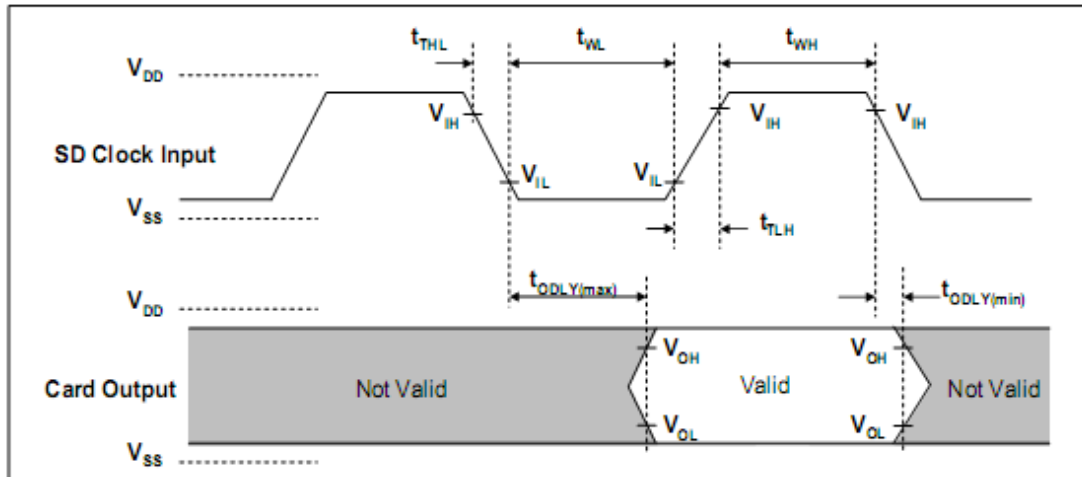 tTHL tWL tWH
VDD
VIH VIH VIH
SD Clock Input
VIL VIL
VSS
tTLH
tODLY(max) tODLY(min)
VDD
VOH VOH
Card Output Not Valid Valid Not Valid
VOL VOL
VSS